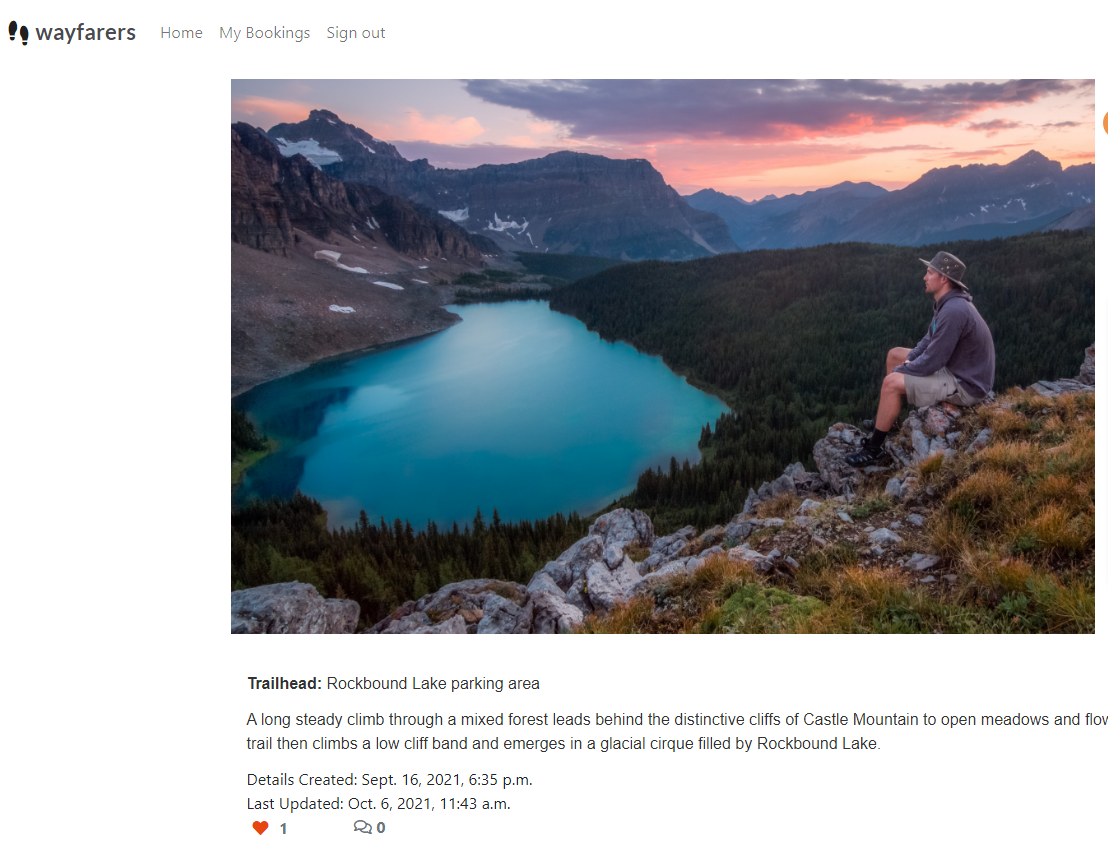 wayfarers Home My Bookings Sign out
Trailhead: Rockbound Lake parking area
A long steady climb through a mixed forest leads behind the distinctive cliffs of Castle Mountain to open meadows and
trail then climbs a low cliff band and emerges in a glacial cirque filled by Rockbound Lake.
Details Created: Sept. 16, 2021, 6:35 p.m.
Last Updated: Oct. 6, 2021, 11:43 a.m.
1 0